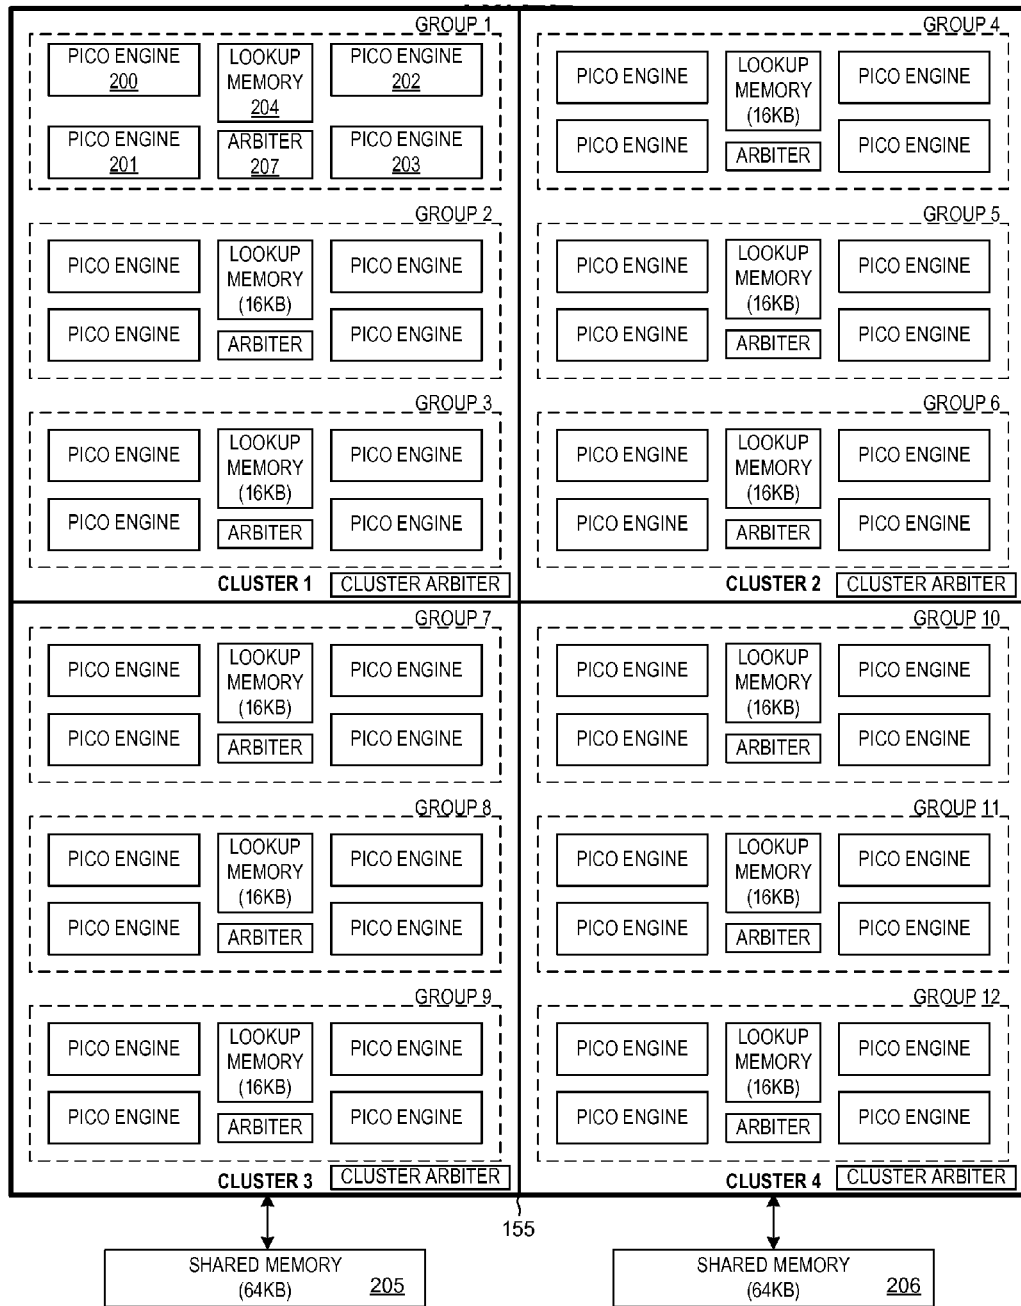 GROUP 1
PICO ENGINE
200
LOOKUP
MEMORY
204
PICO ENGINE
202
PICO ENGINE
201
ARBITER
207
PICO ENGINE
203
GROUP 2
PICO ENGINE
LOOKUP
MEMORY
(16KB)
PICO ENGINE
PICO ENGINE
ARBITER
PICO ENGINE
GROUP 3
PICO ENGINE
LOOKUP
MEMORY
(16KB)
PICO ENGINE
PICO ENGINE
ARBITER
PICO ENGINE
CLUSTER 1
CLUSTER ARBITER
GROUP 4
PICO ENGINE
LOOKUP
MEMORY
(16KB)
PICO ENGINE
PICO ENGINE
ARBITER
PICO ENGINE
GROUP 5
PICO ENGINE
LOOKUP
MEMORY
(16KB)
PICO ENGINE
PICO ENGINE
ARBITER
PICO ENGINE
GROUP 6
PICO ENGINE
LOOKUP
MEMORY
(16KB)
PICO ENGINE
PICO ENGINE
ARBITER
PICO ENGINE
CLUSTER 2
CLUSTER ARBITER
GROUP 7
PICO ENGINE
LOOKUP
MEMORY
(16KB)
PICO ENGINE
PICO ENGINE
ARBITER
PICO ENGINE
GROUP 8
PICO ENGINE
LOOKUP
MEMORY
(16KB)
PICO ENGINE
PICO ENGINE
ARBITER
PICO ENGINE
GROUP 9
PICO ENGINE
LOOKUP
MEMORY
(16KB)
PICO ENGINE
PICO ENGINE
ARBITER
PICO ENGINE
CLUSTER 3
CLUSTER ARBITER
GROUP 10
PICO ENGINE
LOOKUP
MEMORY
(16KB)
PICO ENGINE
PICO ENGINE
ARBITER
PICO ENGINE
GROUP 11
PICO ENGINE
LOOKUP
MEMORY
(16KB)
PICO ENGINE
PICO ENGINE
ARBITER
PICO ENGINE
GROUP 12
PICO ENGINE
LOOKUP
MEMORY
(16KB)
PICO ENGINE
PICO ENGINE
ARBITER
PICO ENGINE
CLUSTER 4
CLUSTER ARBITER
155
SHARED MEMORY
(64KB)
205
SHARED MEMORY
(64KB)
206